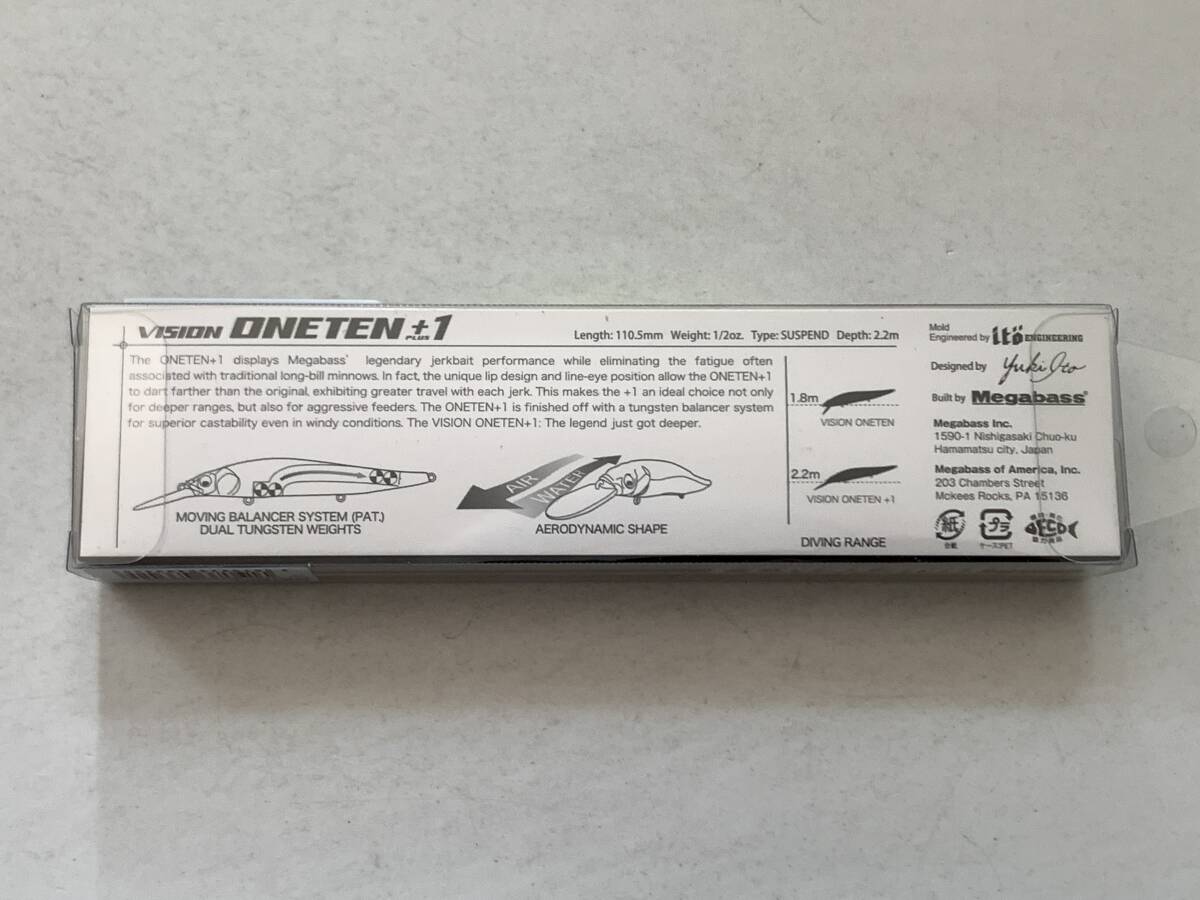 VISION ONETEN +1
PLUS
Length: 110.5mm Weight: 1/2oz. Type: SUSPEND Depth: 2.2m
The ONETEN+1 displays Megabass' legendary jerkbait performance while eliminating the fatigue often
associated with traditional long-bill minnows. In fact, the unique lip design and line-eye position allow the ONETEN+1
to dart farther than the original, exhibiting greater travel with each jerk. This makes the +1 an ideal choice not only
for deeper ranges, but also for aggressive feeders. The ONETEN+1 is finished off with a tungsten balancer system
for superior castability even in windy conditions. The VISION ONETEN+1: The legend just got deeper.
MOVING BALANCER SYSTEM (PAT.)
DUAL TUNGSTEN WEIGHTS
AIR
WATER
AERODYNAMIC SHAPE
1.8m
VISION ONETEN
2.2m
VISION ONETEN +1
DIVING RANGE
Mold
Engineered by itö ENGINEERING
Designed by Yuki Ito
Built by Megabass
Megabass Inc.
1590-1 Nishigasaki Chuo-ku
Hamamatsu city, Japan
Megabass of America, Inc.
203 Chambers Street
Mckees Rocks, PA 15136
紙
台紙
プラ
ケース:PET
ECO